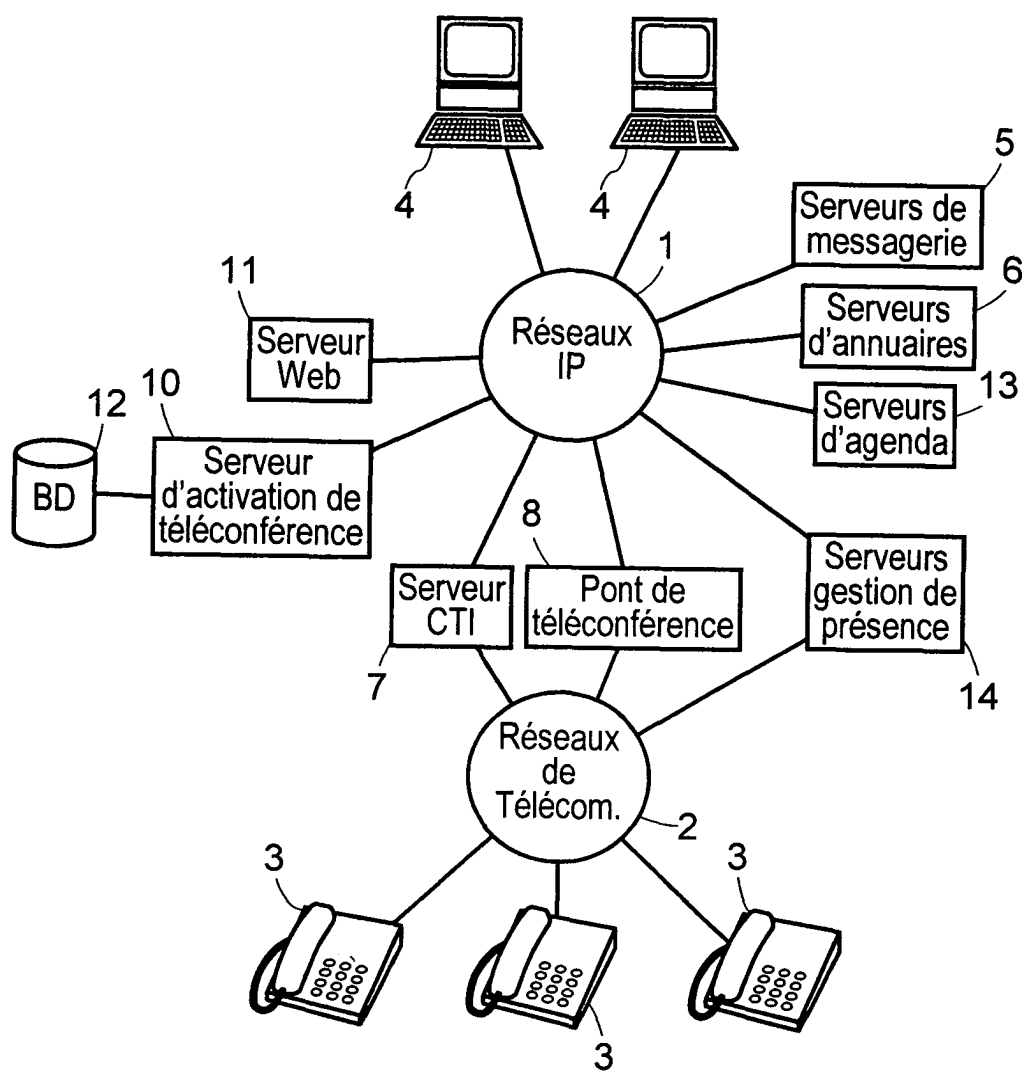 4
4
5
Serveurs de
messagerie
1
6
11
Réseaux
IP
Serveurs
d'annuaires
Serveur
Web
13
12
10
Serveurs
d'agenda
BD
Serveur
d'activation de
téléconférence
8
Serveur
CTI
Pont de
téléconférence
Serveurs
gestion de
présence
7
14
Réseaux
de
Télécom.
2
3
3
3